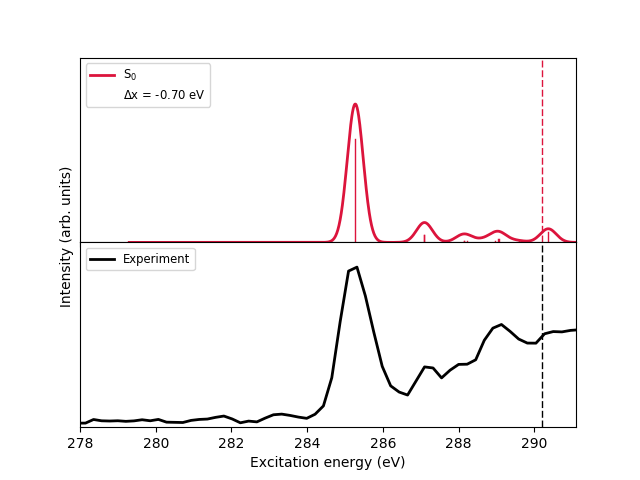 S₀
Δx = -0.70 eV
Intensity (arb. units)
Experiment
278 280 282 284 286 288 290
Excitation energy (eV)